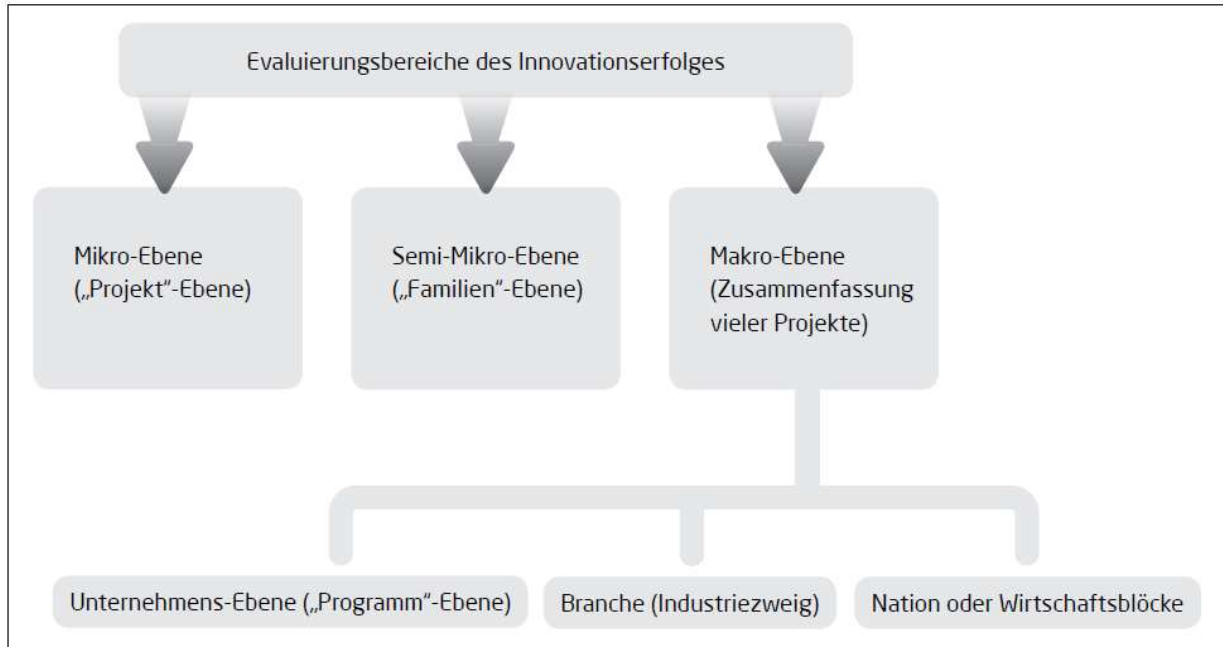 Evaluierungsbereiche des Innovationserfolges
Mikro-Ebene
(„Projekt“-Ebene)
Semi-Mikro-Ebene
(„Familien“-Ebene)
Makro-Ebene
(Zusammenfassung
vieler Projekte)
Unternehmens-Ebene („Programm“-Ebene)
Branche (Industriezweig)
Nation oder Wirtschaftsblöcke